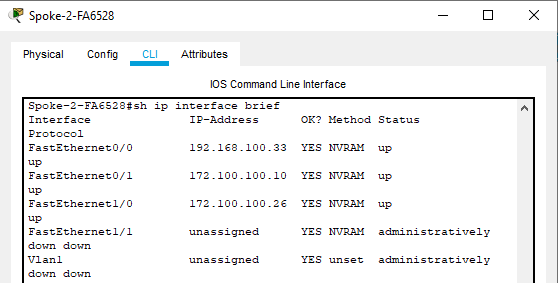 Spoke-2-FA6528
Physical Config CLI Attributes
IOS Command Line Interface
Spoke-2-FA6528#sh ip interface brief
Interface IP-Address OK? Method Status
Protocol
FastEthernet0/0 192.168.100.33 YES NVRAM up
up
FastEthernet0/1 172.100.100.10 YES NVRAM up
up
FastEthernet1/0 172.100.100.26 YES NVRAM up
up
FastEthernet1/1 unassigned YES NVRAM administratively
down down
Vlan1 unassigned YES unset administratively
down down